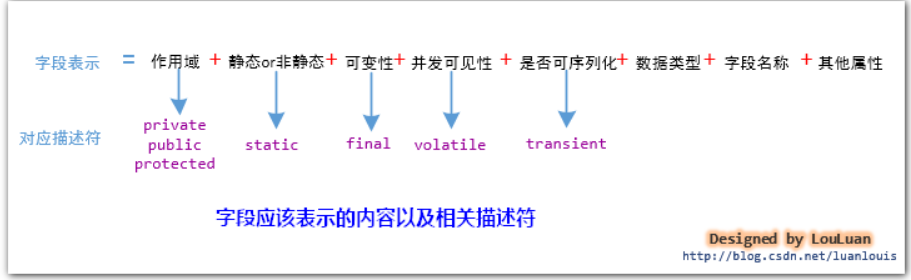 字段表示 = 作用域 + 静态or非静态 + 可变性 + 并发可见性 + 是否可序列化 + 数据类型 + 字段名称 + 其他属性
对应描述符
private
public
protected
static
final
volatile
transient
字段应该表示的内容以及相关描述符
Designed by LouLuan
http://blog.csdn.net/luanlouis